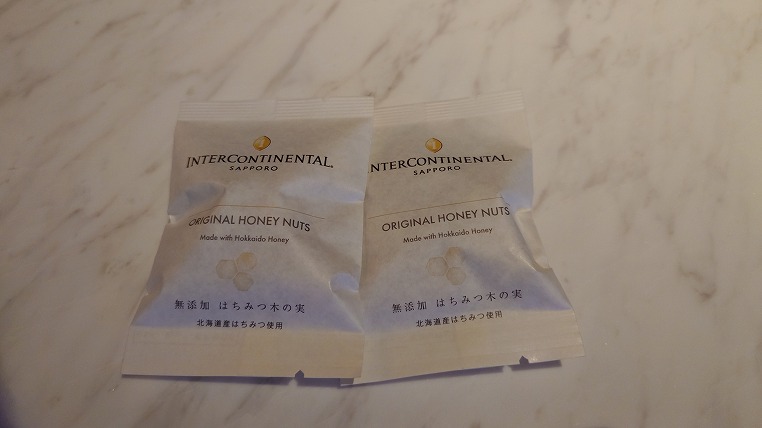 INTERCONTINENTAL®
SAPPORO
ORIGINAL HONEY NUTS
Made with Hokkaido Honey
無添加 はちみつ木の実
北海道産はちみつ使用
INTERCONTINENTAL®
SAPPORO
ORIGINAL HONEY NUTS
Made with Hokkaido Honey
無添加 はちみつ木の実
北海道産はちみつ使用